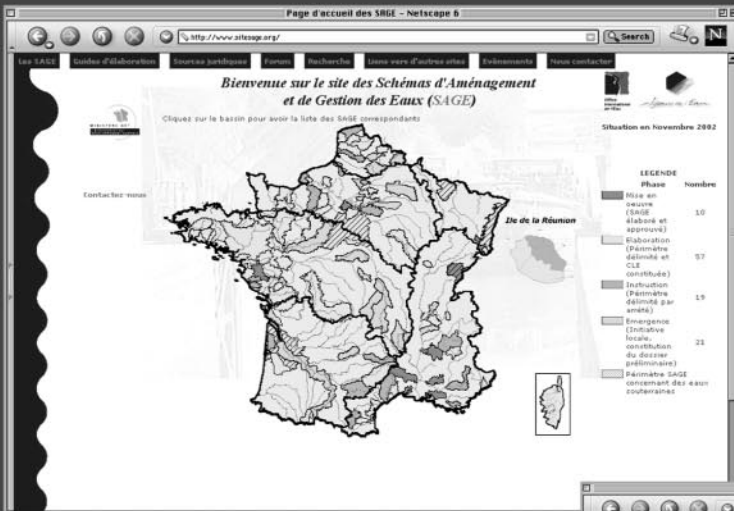 Page d'accueil des SAGE – Netscape 6
http://www.sitesage.org/
Search
N
Les SAGE Guides d'élaboration Sources juridiques Forum Recherche Liens vers d'autres sites Evènements Nous contacter
Bienvenue sur le site des Schémas d'Aménagement
et de Gestion des Eaux (SAGE)
Cliquez sur le bassin pour avoir la liste des SAGE correspondants
Situation en Novembre 2002
Contactez-nous
Ile de la Réunion
LEGENDE
Phase Nombre
Mise en
oeuvre
(SAGE
élaboré et
approuvé) 10
Elaboration
(Périmètre
délimité et
CLE
constituée) 57
Instruction
(Périmètre
délimité par
arrêté) 19
Emergence
(Initiative
locale,
constitution
du dossier
préliminaire) 21
Périmètre SAGE
concernant des eaux
souterraines